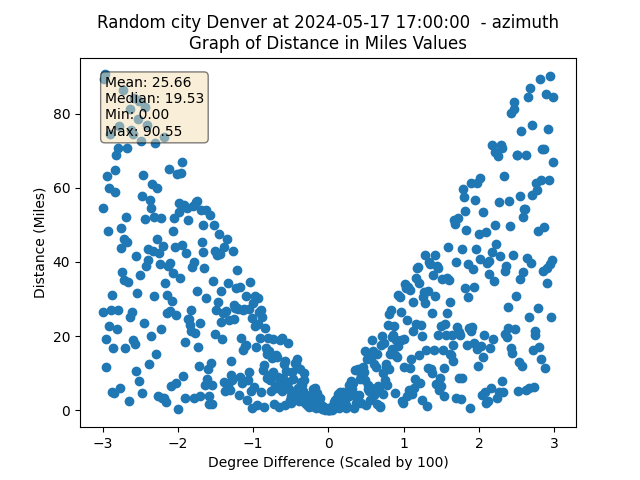 Random city Denver at 2024-05-17 17:00:00  - azimuth
Graph of Distance in Miles Values
Mean: 25.66
Median: 19.53
Min: 0.00
Max: 90.55
80
60
40
20
0
Distance (Miles)
−3 −2 −1 0 1 2 3
Degree Difference (Scaled by 100)